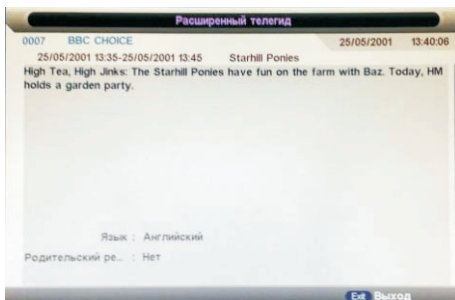 Расширенный телегид
0007 BBC CHOICE 25/05/2001 13:40:06
25/05/2001 13:35-25/05/2001 13:45 Starhill Ponies
High Tea, High Jinks: The Starhill Ponies have fun on the farm with Baz. Today, HM
holds a garden party.
Язык : Английский
Родительский ре... : Нет
Exit Выход